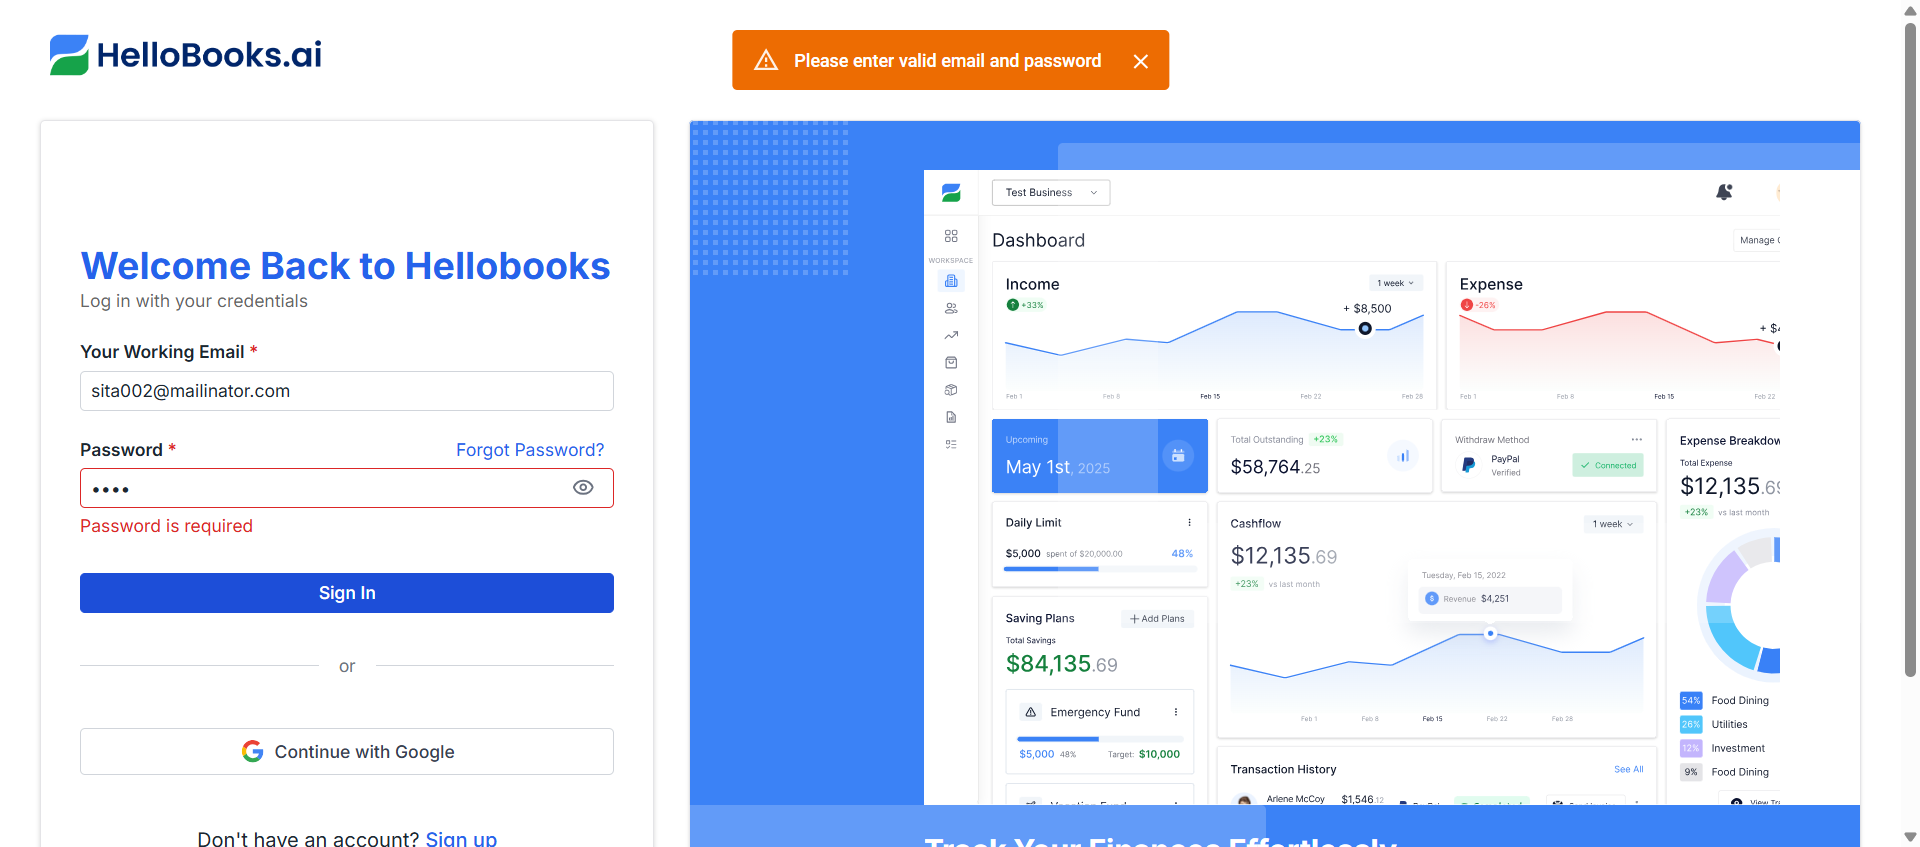 HelloBooks.ai
Please enter valid email and password
Welcome Back to Hellobooks
Log in with your credentials
Your Working Email *
sita002@mailinator.com
Password *
Forgot Password?
Password is required
Sign In
or
Continue with Google
Don't have an account? Sign up
Test Business
Dashboard
Manage
WORKSPACE
Income
1 week
+33%
+ $8,500
Feb 1 Feb 8 Feb 15 Feb 22 Feb 28
Expense
-26%
Feb 1 Feb 8 Feb 15 Feb 22
Upcoming
May 1st, 2025
Total Outstanding +23%
$58,764.25
Withdraw Method
PayPal
Verified
Connected
Expense Breakdow
Total Expense
$12,135.69
+23% vs last month
Daily Limit
$5,000 spent of $20,000.00 48%
Cashflow
1 week
$12,135.69
+23% vs last month
Tuesday, Feb 15, 2022
Revenue $4,251
Feb 1 Feb 8 Feb 15 Feb 22 Feb 28
Saving Plans
Add Plans
Total Savings
$84,135.69
Emergency Fund
$5,000 48% Target: $10,000
54% Food Dining
26% Utilities
12% Investment
9% Food Dining
Transaction History
See All
Arlene McCoy $1,546.12
View Tra
Track Your Finances Effortlessly